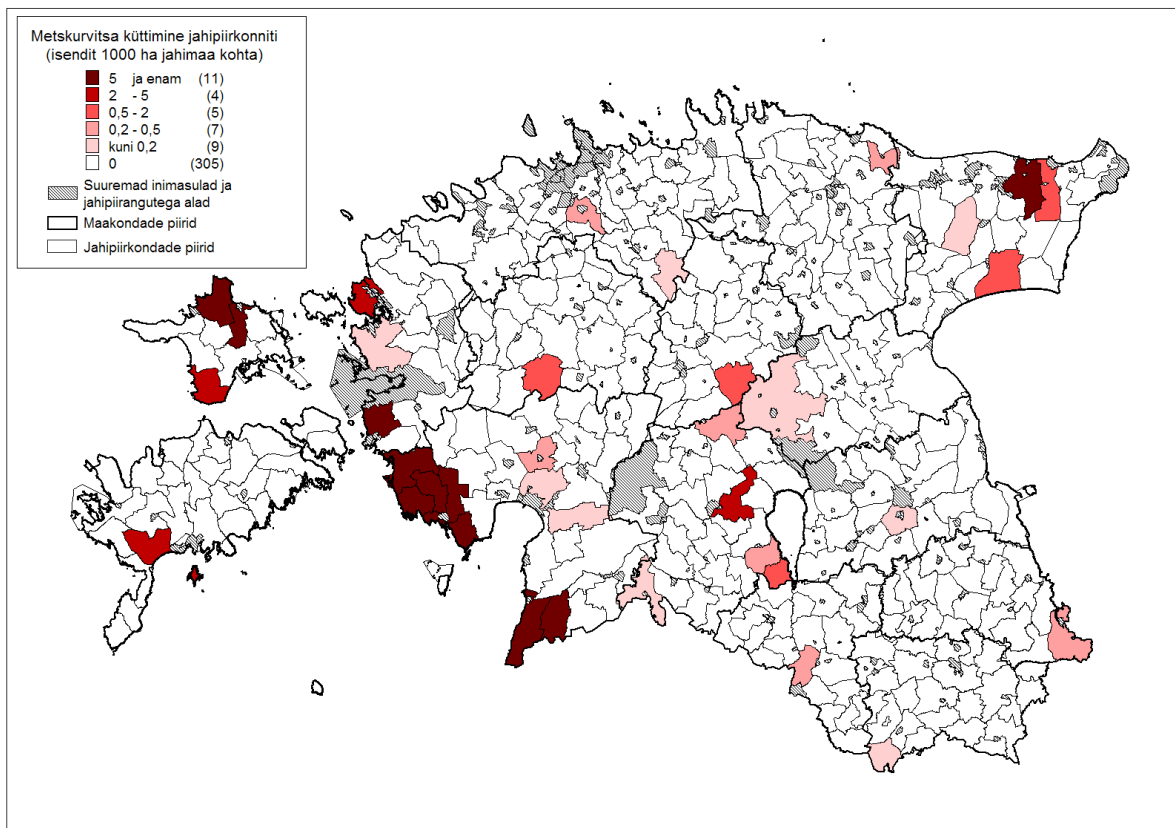 Metskurvitsa küttimine jahipiirkonniti
(isendit 1000 ha jahimaa kohta)
5 ja enam (11)
2 - 5 (4)
0,5 - 2 (5)
0,2 - 0,5 (7)
kuni 0,2 (9)
0 (305)
Suuremad inimasulad ja
jahipiirangutega alad
Maakondade piirid
Jahipiirkondade piirid